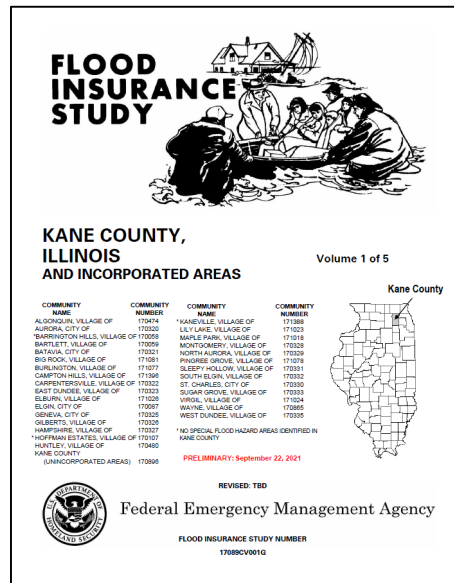 FLOOD
INSURANCE
STUDY
KANE COUNTY,
ILLINOIS
AND INCORPORATED AREAS
Volume 1 of 5
COMMUNITY NAME COMMUNITY NUMBER
ALGONQUIN, VILLAGE OF 170474
AURORA, CITY OF 170320
*BARRINGTON HILLS, VILLAGE OF 170058
BARTLETT, VILLAGE OF 170059
BATAVIA, CITY OF 170321
BIG ROCK, VILLAGE OF 171081
BURLINGTON, VILLAGE OF 171077
CAMPTON HILLS, VILLAGE OF 171396
CARPENTERSVILLE, VILLAGE OF 170322
EAST DUNDEE, VILLAGE OF 170323
ELBURN, VILLAGE OF 171026
ELGIN, CITY OF 170087
GENEVA, CITY OF 170325
GILBERTS, VILLAGE OF 170326
HAMPSHIRE, VILLAGE OF 170327
*HOFFMAN ESTATES, VILLAGE OF 170107
HUNTLEY, VILLAGE OF 170480
KANE COUNTY
(UNINCORPORATED AREAS) 170896
COMMUNITY NAME COMMUNITY NUMBER
*KANEVILLE, VILLAGE OF 171388
LILY LAKE, VILLAGE OF 171023
MAPLE PARK, VILLAGE OF 171018
MONTGOMERY, VILLAGE OF 170328
NORTH AURORA, VILLAGE OF 170329
PINGREE GROVE, VILLAGE OF 171078
SLEEPY HOLLOW, VILLAGE OF 170331
SOUTH ELGIN, VILLAGE OF 170332
ST. CHARLES, CITY OF 170330
SUGAR GROVE, VILLAGE OF 170333
VIRGIL, VILLAGE OF 171024
WAYNE, VILLAGE OF 170865
WEST DUNDEE, VILLAGE OF 170335
* NO SPECIAL FLOOD HAZARD AREAS IDENTIFIED IN
KANE COUNTY
PRELIMINARY: September 22, 2021
Kane County
REVISED: TBD
U.S. DEPARTMENT OF HOMELAND SECURITY
Federal Emergency Management Agency
FLOOD INSURANCE STUDY NUMBER
17089CV001G